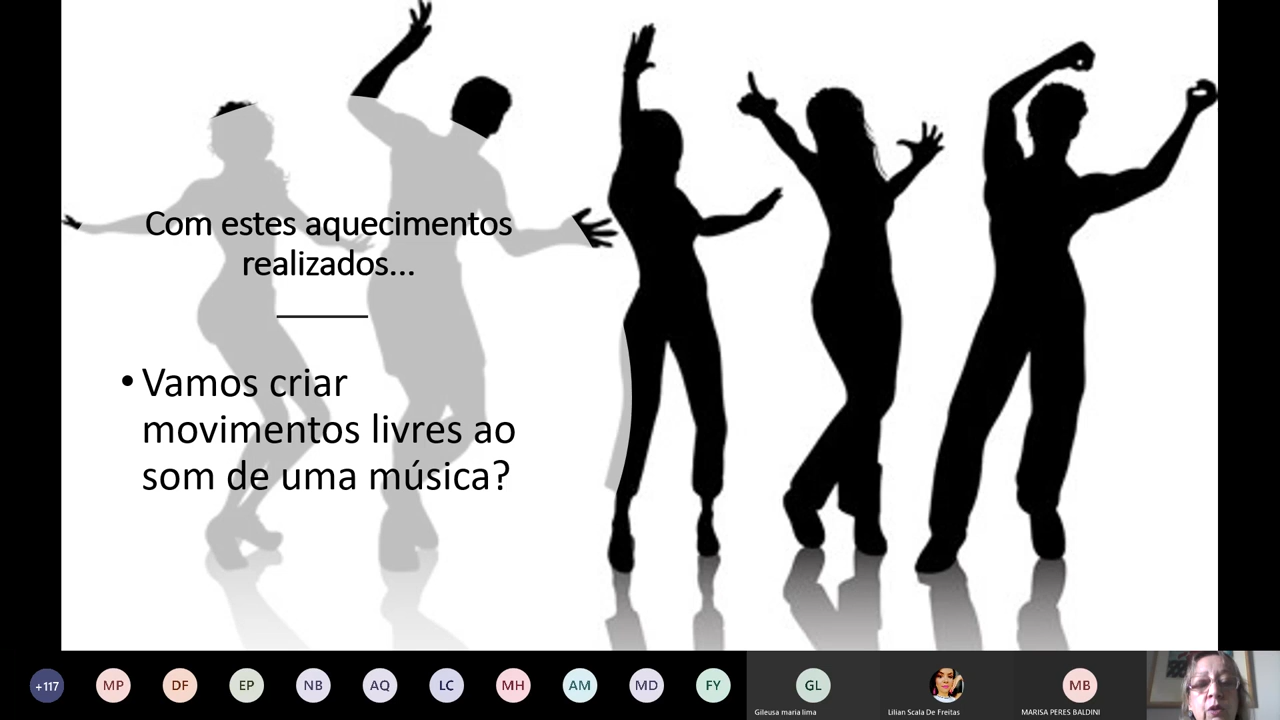 Com estes aquecimentos
realizados...
• Vamos criar
movimentos livres ao
som de uma música?
+117
MP
DF
EP
NB
AQ
LC
MH
AM
MD
FY
GL
MB
Gileusa maria lima
Lilian Scala De Freitas
MARISA PERES BALDINI